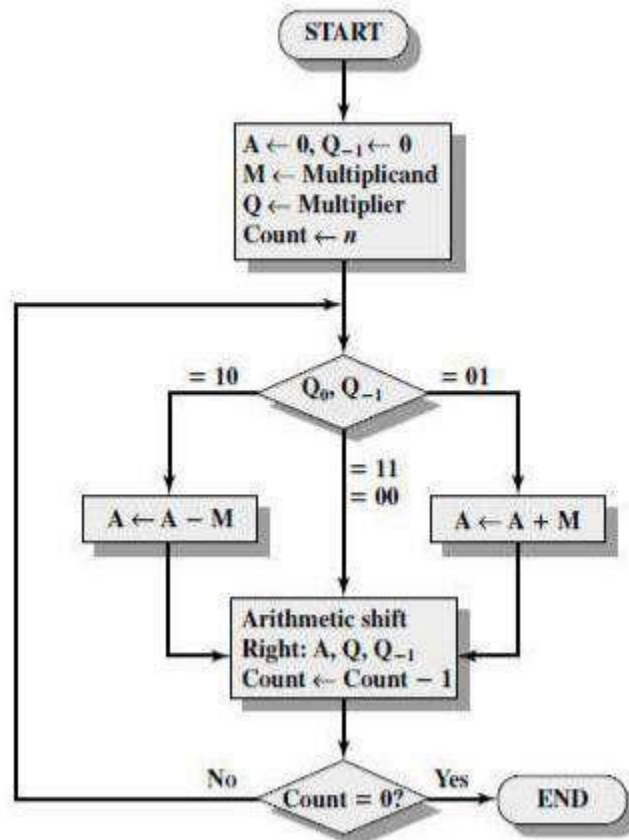 START
A ← 0, Q₋₁ ← 0
M ← Multiplicand
Q ← Multiplier
Count ← n
= 10
Q₀, Q₋₁
= 01
= 11
= 00
A ← A − M
A ← A + M
Arithmetic shift
Right: A, Q, Q₋₁
Count ← Count − 1
No
Count = 0?
Yes
END